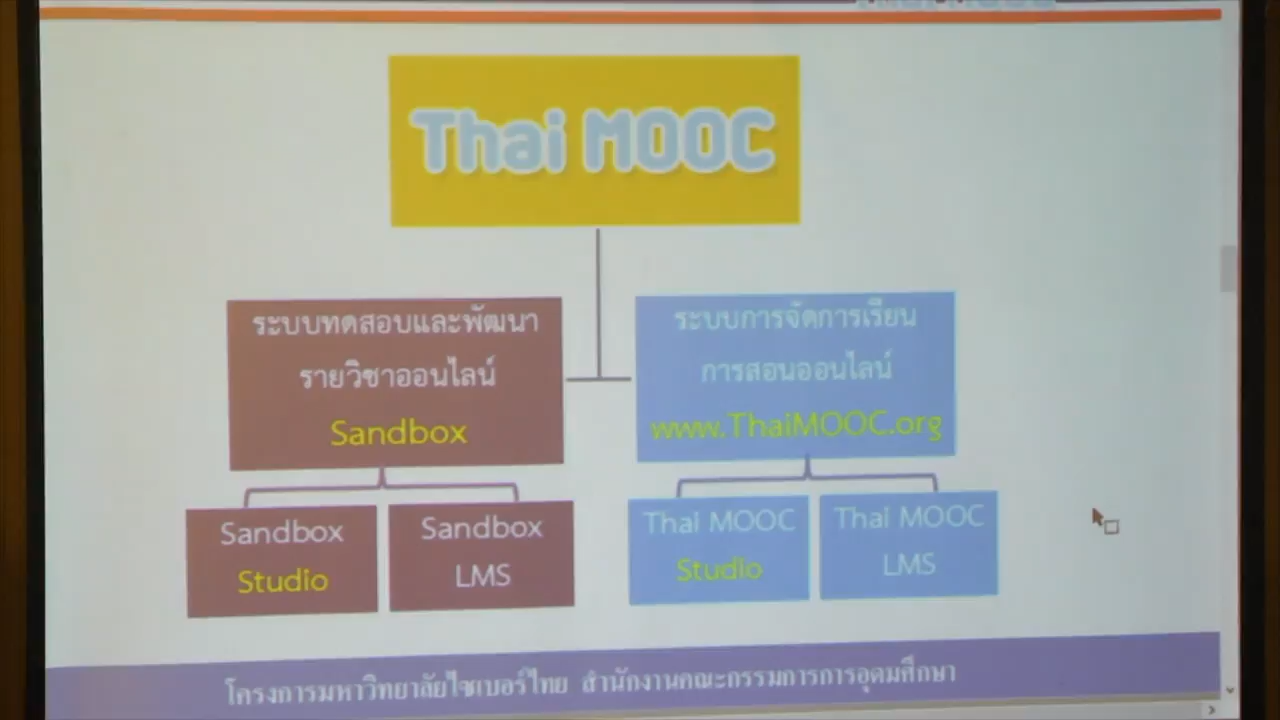 Thai MOOC
ระบบทดสอบและพัฒนา
รายวิชาออนไลน์
Sandbox
ระบบการจัดการเรียน
การสอนออนไลน์
www.ThaiMOOC.org
Sandbox
Studio
Sandbox
LMS
Thai MOOC
Studio
Thai MOOC
LMS
โครงการมหาวิทยาลัยไซเบอร์ไทย สำนักงานคณะกรรมการการอุดมศึกษา